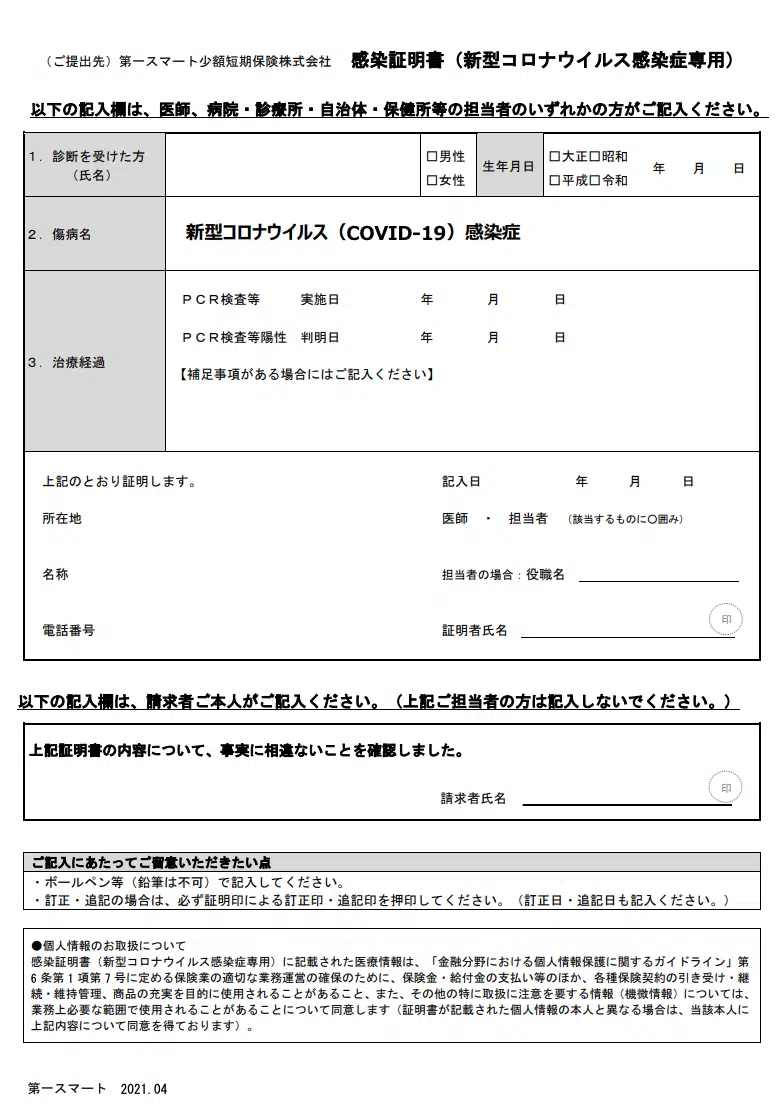 （ご提出先）第一スマート少額短期保険株式会社　感染証明書（新型コロナウイルス感染症専用）
以下の記入欄は、医師、病院・診療所・自治体・保健所等の担当者のいずれかの方がご記入ください。
１．診断を受けた方
（氏名）
□男性
□女性
生年月日
□大正□昭和
□平成□令和
年　月　日
２．傷病名
新型コロナウイルス（COVID-19）感染症
３．治療経過
ＰＣＲ検査等　実施日　年　月　日
ＰＣＲ検査等陽性　判明日　年　月　日
【補足事項がある場合にはご記入ください】
上記のとおり証明します。
記入日　年　月　日
所在地
医師　・　担当者　（該当するものに〇囲み）
名称
担当者の場合：役職名
電話番号
証明者氏名
印
以下の記入欄は、請求者ご本人がご記入ください。（上記ご担当者の方は記入しないでください。）
上記証明書の内容について、事実に相違ないことを確認しました。
請求者氏名
印
ご記入にあたってご留意いただきたい点
・ボールペン等（鉛筆は不可）で記入してください。
・訂正・追記の場合は、必ず証明印による訂正印・追記印を押印してください。（訂正日・追記日も記入ください。）
●個人情報のお取扱について
感染証明書（新型コロナウイルス感染症専用）に記載された医療情報は、「金融分野における個人情報保護に関するガイドライン」第
６条第１項第７号に定める保険業の適切な業務運営の確保のために、保険金・給付金の支払い等のほか、各種保険契約の引き受け・継
続・維持管理、商品の充実を目的に使用されることがあること、また、その他の特に取扱に注意を要する情報（機微情報）については、
業務上必要な範囲で使用されることがあることについて同意します（証明書が記載された個人情報の本人と異なる場合は、当該本人に
上記内容について同意を得ております）。
第一スマート　2021.04